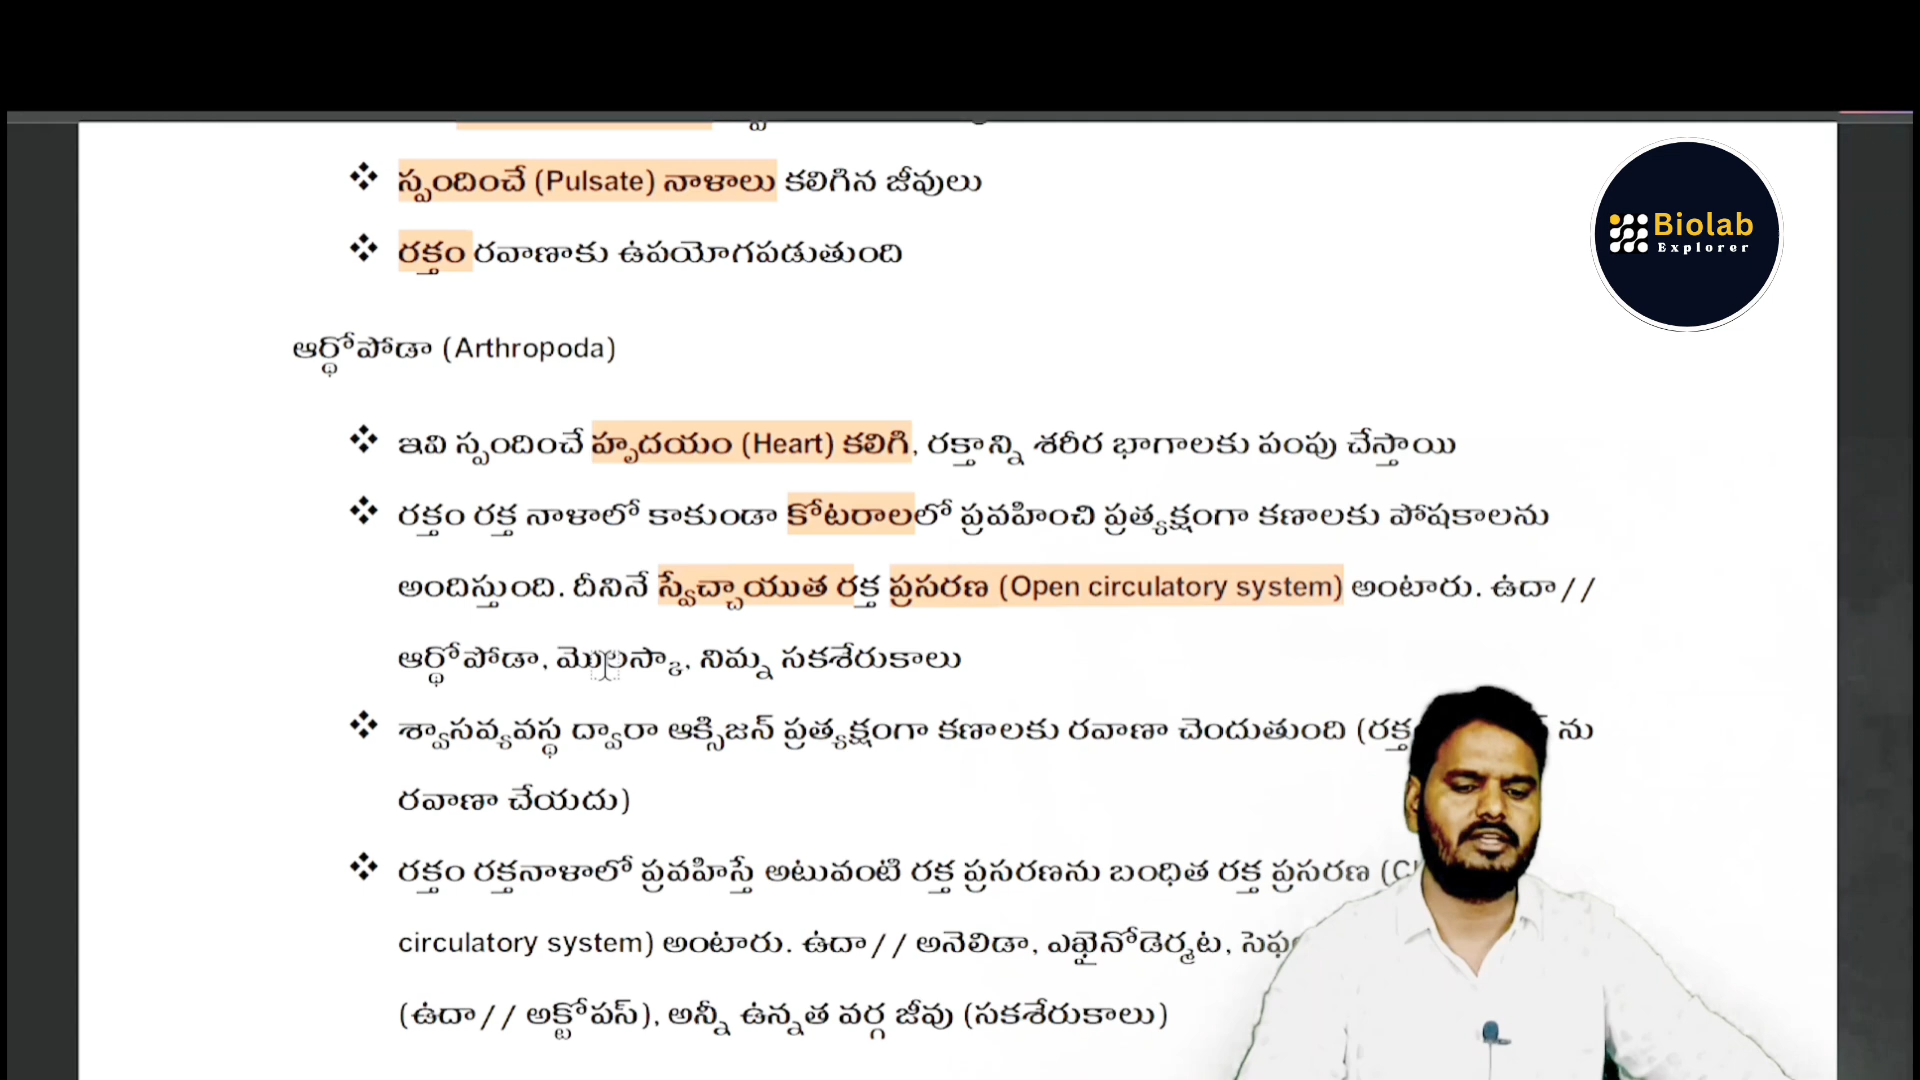 ❖ స్పందించే (Pulsate) నాళాలు కలిగిన జీవులు
Biolab
Explorer
❖ రక్తం రవాణాకు ఉపయోగపడుతుంది
ఆర్థోపోడా (Arthropoda)
❖ ఇవి స్పందించే హృదయం (Heart) కలిగి, రక్తాన్ని శరీర భాగాలకు పంపు చేస్తాయి
❖ రక్తం రక్త నాళాలో కాకుండా కోటరాలలో ప్రవహించి ప్రత్యక్షంగా కణాలకు పోషకాలను
అందిస్తుంది. దీనినే స్వేచ్చాయుత రక్త ప్రసరణ (Open circulatory system) అంటారు. ఉదా//
ఆర్థోపోడా, మొలస్కా, నిమ్న సకశేరుకాలు
❖ శ్వాసవ్యవస్థ ద్వారా ఆక్సిజన్ ప్రత్యక్షంగా కణాలకు రవాణా చెందుతుంది (రక్త ను
రవాణా చేయదు)
❖ రక్తం రక్తనాళాలో ప్రవహిస్తే అటువంటి రక్త ప్రసరణను బంధిత రక్త ప్రసరణ
circulatory system) అంటారు. ఉదా// అనెలిడా, ఎఖైనోడెర్మట,
(ఉదా// అక్టోపస్), అన్నీ ఉన్నత వర్గ జీవు (సకశేరుకాలు)